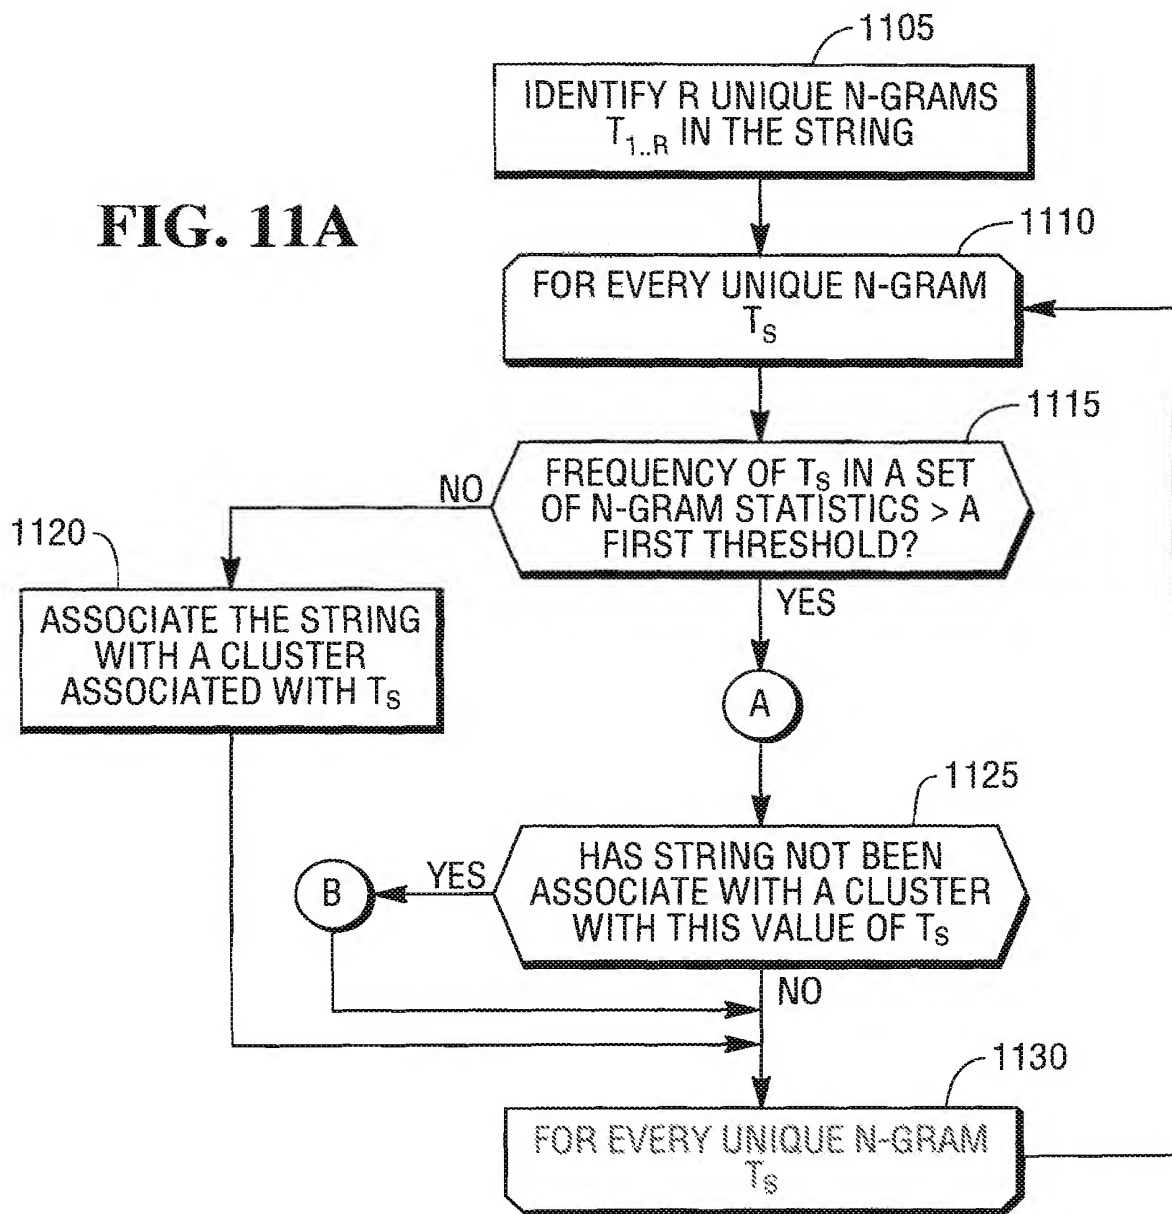 1105
IDENTIFY R UNIQUE N-GRAMS
T1..R IN THE STRING
FIG. 11A
1110
FOR EVERY UNIQUE N-GRAM
TS
1115
FREQUENCY OF TS IN A SET
OF N-GRAM STATISTICS > A
FIRST THRESHOLD?
NO
YES
1120
ASSOCIATE THE STRING
WITH A CLUSTER
ASSOCIATED WITH TS
A
1125
HAS STRING NOT BEEN
ASSOCIATE WITH A CLUSTER
WITH THIS VALUE OF TS
YES
B
NO
1130
FOR EVERY UNIQUE N-GRAM
TS